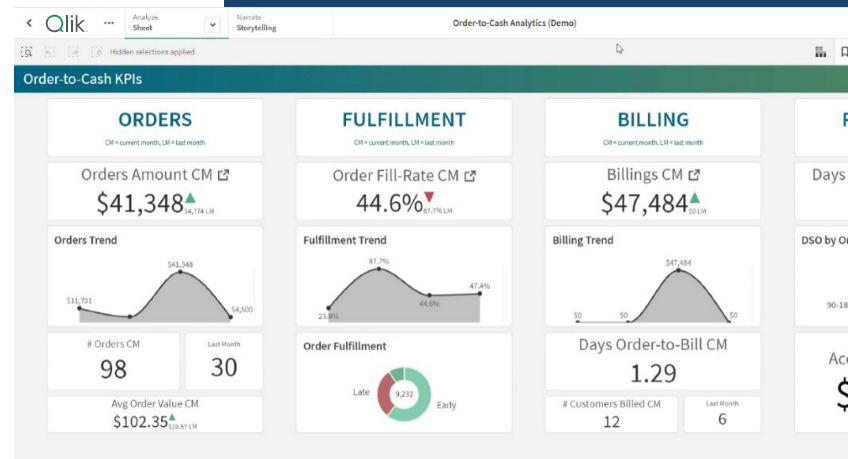 Qlik
...
Analyze
Sheet
Narrate
Storytelling
Order-to-Cash Analytics (Demo)
Hidden selections applied
Order-to-Cash KPIs
ORDERS
CM = current month, LM = last month
Orders Amount CM
$41,348
$4,774 LM
Orders Trend
$11,701
$41,348
$4,500
# Orders CM
98
Last Month
30
Avg Order Value CM
$102.35
$19.57 LM
FULFILLMENT
CM = current month, LM = last month
Order Fill-Rate CM
44.6%
87.7% LM
Fulfillment Trend
23.8%
87.7%
44.6%
47.4%
Order Fulfillment
Late
9,232
Early
BILLING
CM = current month, LM = last month
Billings CM
$47,484
$0 LM
Billing Trend
$0
$0
$47,484
$0
Days Order-to-Bill CM
1.29
# Customers Billed CM
12
Last Month
6
Days
DSO by Or
90-18
Acc
$